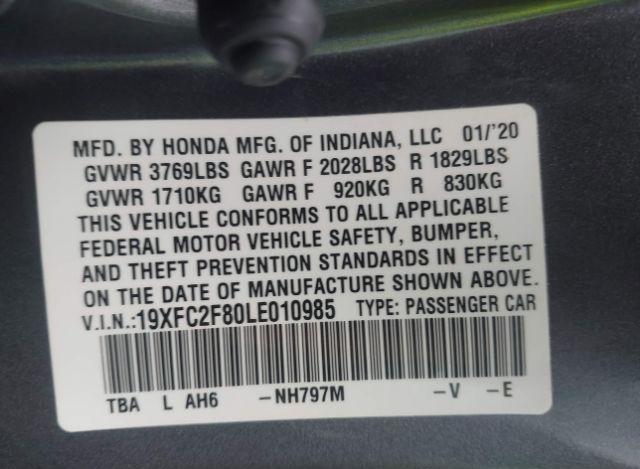 MFD. BY HONDA MFG. OF INDIANA, LLC 01/'20
GVWR 3769LBS GAWR F 2028LBS R 1829LBS
GVWR 1710KG GAWR F 920KG R 830KG
THIS VEHICLE CONFORMS TO ALL APPLICABLE
FEDERAL MOTOR VEHICLE SAFETY, BUMPER,
AND THEFT PREVENTION STANDARDS IN EFFECT
ON THE DATE OF MANUFACTURE SHOWN ABOVE.
V.I.N.:19XFC2F80LE010985 TYPE: PASSENGER CAR
TBA L AH6 -NH797M -V -E